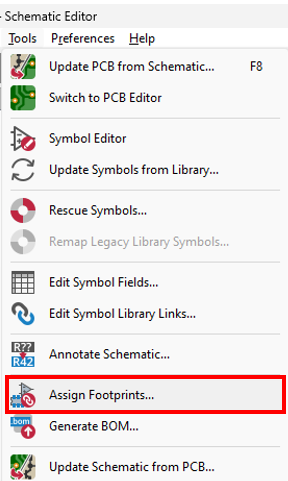 - Schematic Editor
Tools Preferences Help
Update PCB from Schematic... F8
Switch to PCB Editor
Symbol Editor
Update Symbols from Library...
Rescue Symbols...
Remap Legacy Library Symbols...
Edit Symbol Fields...
Edit Symbol Library Links...
R??
R42
Annotate Schematic...
Assign Footprints...
.bom
Generate BOM...
Update Schematic from PCB...